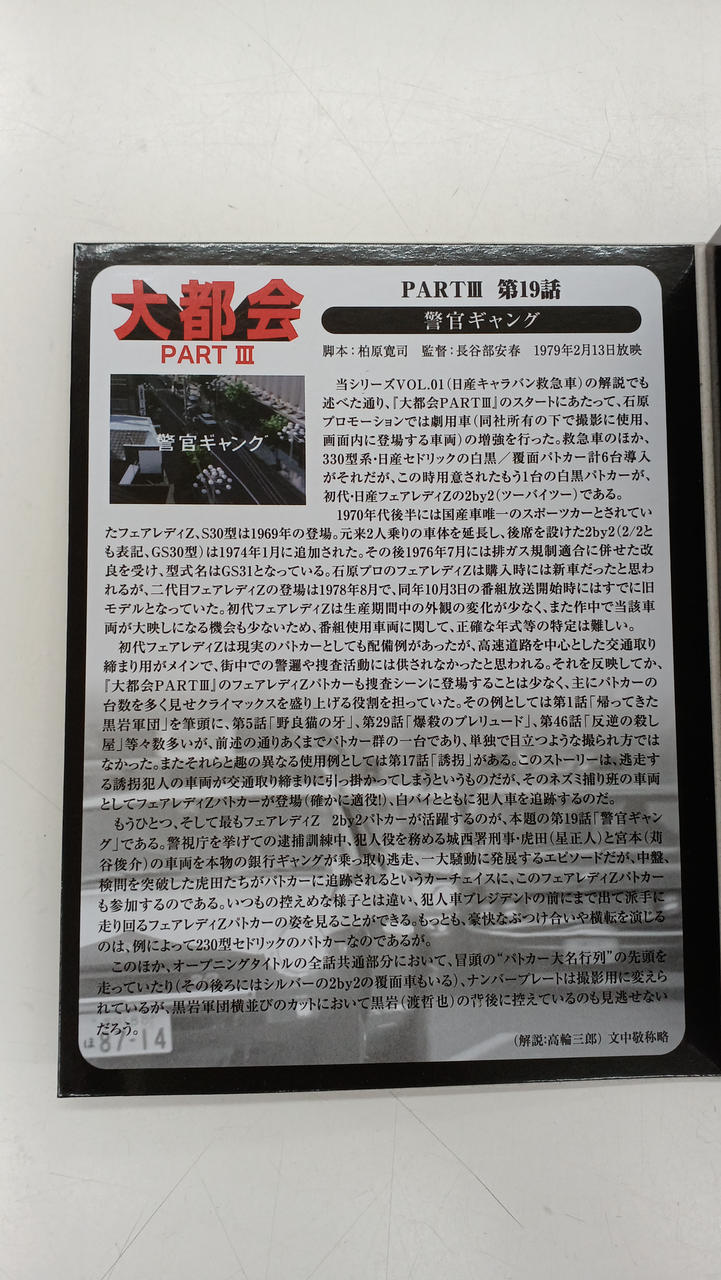 大都会
PART III
PARTⅢ 第19話
警官ギャング
脚本：柏原寛司 監督：長谷部安春 1979年2月13日放映
警官ギャング
当シリーズVOL.01（日産キャラバン救急車）の解説でも
述べた通り、『大都会PARTⅢ』のスタートにあたって、石原
プロモーションでは劇用車（同社所有の下で撮影に使用、
画面内に登場する車両）の増強を行った。救急車のほか、
330型系・日産セドリックの白黒／覆面パトカー計6台導入
がそれだが、この時用意されたもう1台の白黒パトカーが、
初代・日産フェアレディZの2by2（ツーバイツー）である。
1970年代後半には国産車唯一のスポーツカーとされてい
たフェアレディZ、S30型は1969年の登場。元来2人乗りの車体を延長し、後席を設けた2by2（2/2と
も表記、GS30型）は1974年1月に追加された。その後1976年7月には排ガス規制適合に併せた改
良を受け、型式名はGS31となっている。石原プロのフェアレディZは購入時には新車だったと思わ
れるが、二代目フェアレディZの登場は1978年8月で、同年10月3日の番組放送開始時にはすでに旧
モデルとなっていた。初代フェアレディZは生産期間中の外観の変化が少なく、また作中で当該車
両が大映しになる機会も少ないため、番組使用車両に関して、正確な年式等の特定は難しい。
初代フェアレディZは現実のパトカーとしても配備例があったが、高速道路を中心とした交通取り
締まり用がメインで、街中での警邏や捜査活動には供されなかったと思われる。それを反映してか、
『大都会PARTⅢ』のフェアレディZパトカーも捜査シーンに登場することは少なく、主にパトカーの
台数を多く見せクライマックスを盛り上げる役割を担っていた。その例としては第1話「帰ってきた
黒岩軍団」を筆頭に、第5話「野良猫の牙」、第29話「爆殺のプレリュード」、第46話「反逆の殺し
屋」等々数多いが、前述の通りあくまでパトカー群の一台であり、単独で目立つような撮られ方では
なかった。またそれらと趣の異なる使用例としては第17話「誘拐」がある。このストーリーは、逃走す
る誘拐犯人の車両が交通取り締まりに引っ掛かってしまうというものだが、そのネズミ捕り班の車両
としてフェアレディZパトカーが登場（確かに適役！）、白バイとともに犯人車を追跡するのだ。
もうひとつ、そして最もフェアレディZ 2by2パトカーが活躍するのが、本題の第19話「警官ギャン
グ」である。警視庁を挙げての逮捕訓練中、犯人役を務める城西署刑事・虎田（星正人）と宮本（苅
谷俊介）の車両を本物の銀行ギャングが乗っ取り逃走、一大騒動に発展するエピソードだが、中盤、
検問を突破した虎田たちがパトカーに追跡されるというカーチェイスに、このフェアレディZパトカー
も参加するのである。いつもの控えめな様子とは違い、犯人車プレジデントの前にまで出て派手に
走り回るフェアレディZパトカーの姿を見ることができる。もっとも、豪快なぶつけ合いや横転を演じる
のは、例によって230型セドリックのパトカーなのであるが。
このほか、オープニングタイトルの全話共通部分において、冒頭の“パトカー大名行列”の先頭を
走っていたり（その後ろにはシルバーの2by2の覆面車もいる）、ナンバープレートは撮影用に変えら
れているが、黒岩軍団横並びのカットにおいて黒岩（渡哲也）の背後に控えているのも見逃せない
だろう。
（解説：高輪三郎） 文中敬称略
ほ 87-14